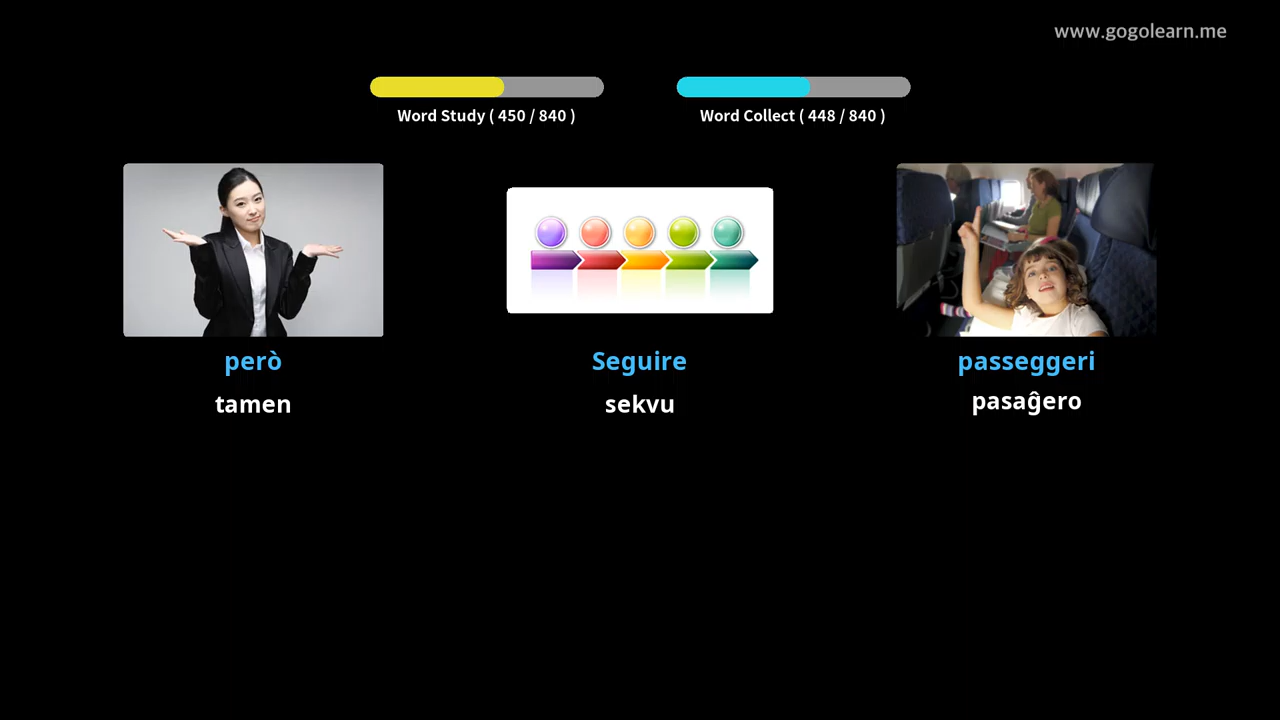 www.gogolearn.me
Word Study ( 450 / 840 )
Word Collect ( 448 / 840 )
però
Seguire
passeggeri
tamen
sekvu
pasaĝero